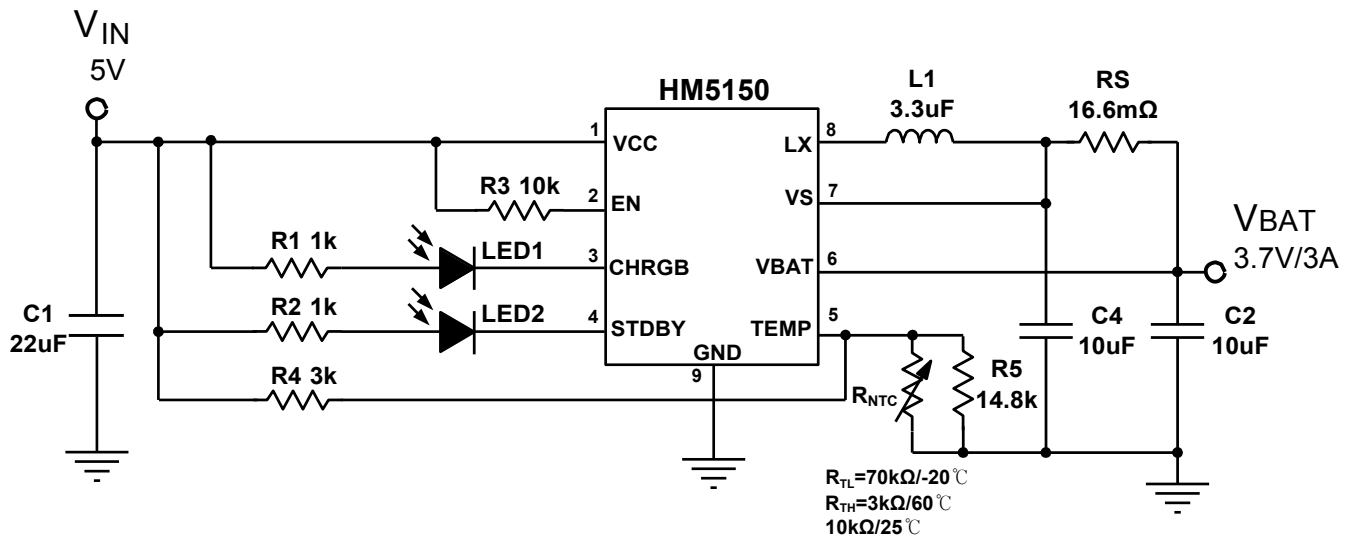 VIN
5V
HM5150
L1
3.3uF
RS
16.6mΩ
1
VCC
LX
8
R3 10k
2
EN
VS
7
R1 1k
LED1
3
CHRGB
VBAT
6
VBAT
3.7V/3A
C1
22uF
R2 1k
LED2
4
STDBY
TEMP
5
GND
9
C4
10uF
C2
10uF
R4 3k
RNTC
R5
14.8k
RTL=70kΩ/-20℃
RTH=3kΩ/60℃
10kΩ/25℃